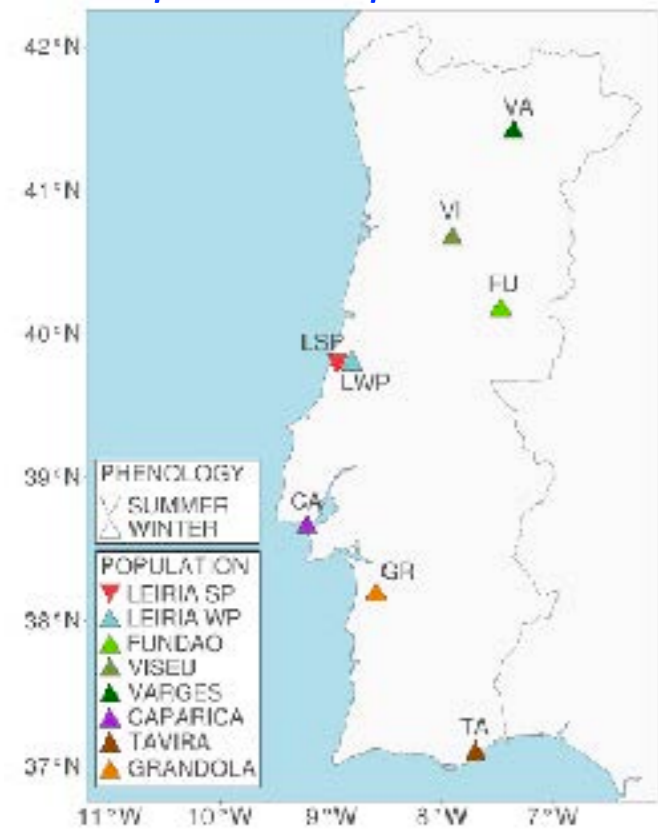 42°N
VA
41°N
VI
FU
40°N
LSP
LWP
39°N
PHENOLOGY
SUMMER
WINTER
CA
POPULATION
LEIRIA SP
LEIRIA WP
FUNDAO
VISEU
VARGES
CAPARICA
TAVIRA
GRANDOLA
GR
38°N
TA
37°N
11°W
10°W
9°W
8°W
7°W